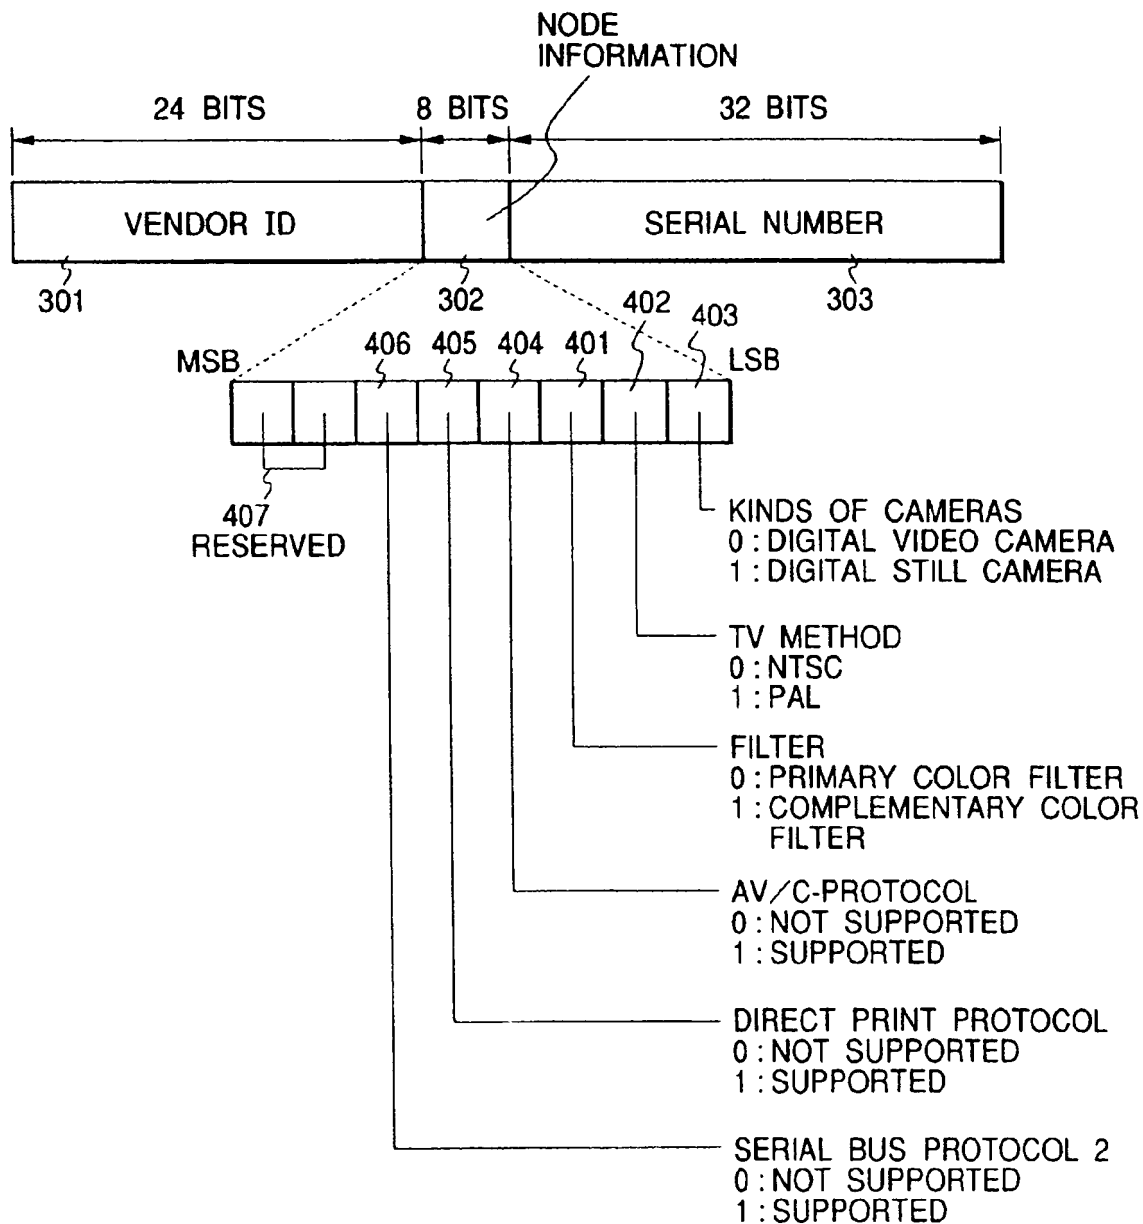 NODE
INFORMATION
24 BITS
8 BITS
32 BITS
VENDOR ID
SERIAL NUMBER
301
302
303
MSB
406
405
404
401
402
403
LSB
407
RESERVED
KINDS OF CAMERAS
0 : DIGITAL VIDEO CAMERA
1 : DIGITAL STILL CAMERA
TV METHOD
0 : NTSC
1 : PAL
FILTER
0 : PRIMARY COLOR FILTER
1 : COMPLEMENTARY COLOR
FILTER
AV/C-PROTOCOL
0 : NOT SUPPORTED
1 : SUPPORTED
DIRECT PRINT PROTOCOL
0 : NOT SUPPORTED
1 : SUPPORTED
SERIAL BUS PROTOCOL 2
0 : NOT SUPPORTED
1 : SUPPORTED